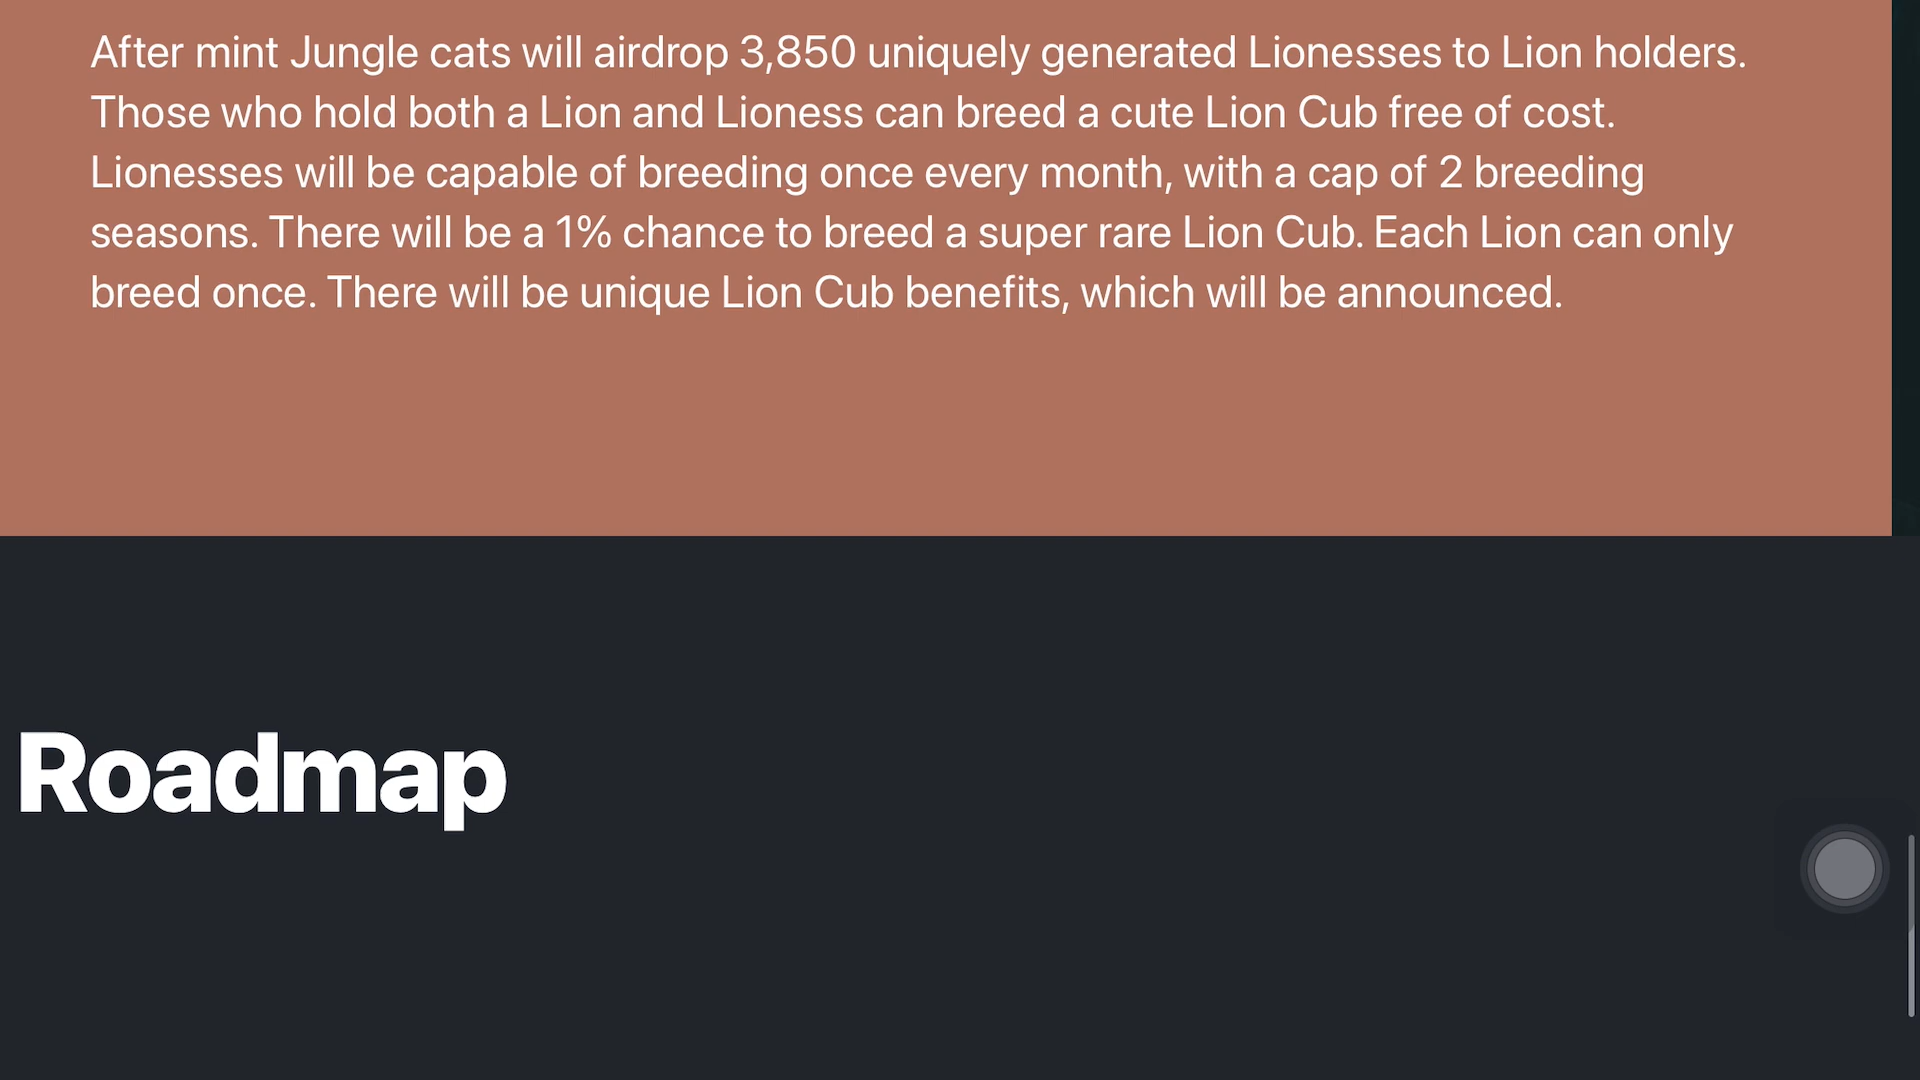 After mint Jungle cats will airdrop 3,850 uniquely generated Lionesses to Lion holders.
Those who hold both a Lion and Lioness can breed a cute Lion Cub free of cost.
Lionesses will be capable of breeding once every month, with a cap of 2 breeding
seasons. There will be a 1% chance to breed a super rare Lion Cub. Each Lion can only
breed once. There will be unique Lion Cub benefits, which will be announced.
Roadmap